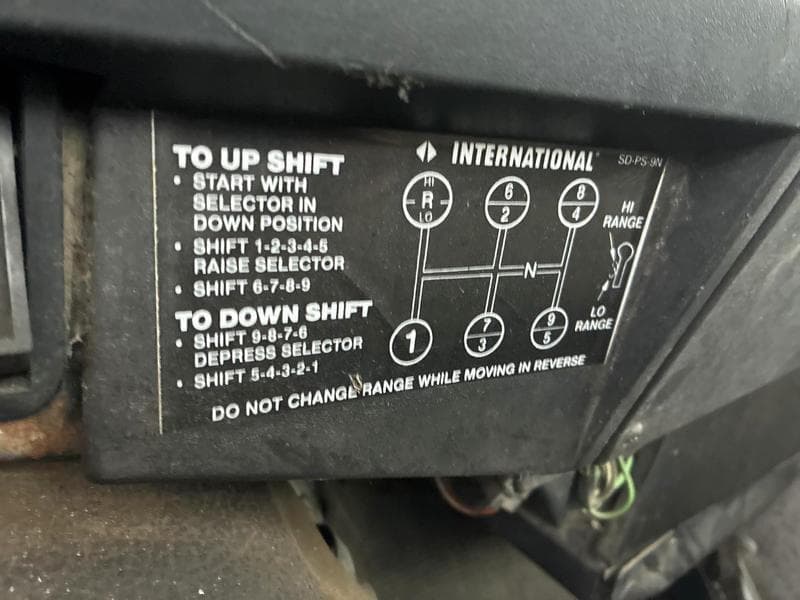 TO UP SHIFT
• START WITH
SELECTOR IN
DOWN POSITION
• SHIFT 1-2-3-4-5
RAISE SELECTOR
• SHIFT 6-7-8-9
TO DOWN SHIFT
• SHIFT 9-8-7-6
DEPRESS SELECTOR
• SHIFT 5-4-3-2-1
INTERNATIONAL
SD-PS-9N
HI
R
LO
6
2
8
4
HI
RANGE
N
1
7
3
9
5
LO
RANGE
DO NOT CHANGE RANGE WHILE MOVING IN REVERSE